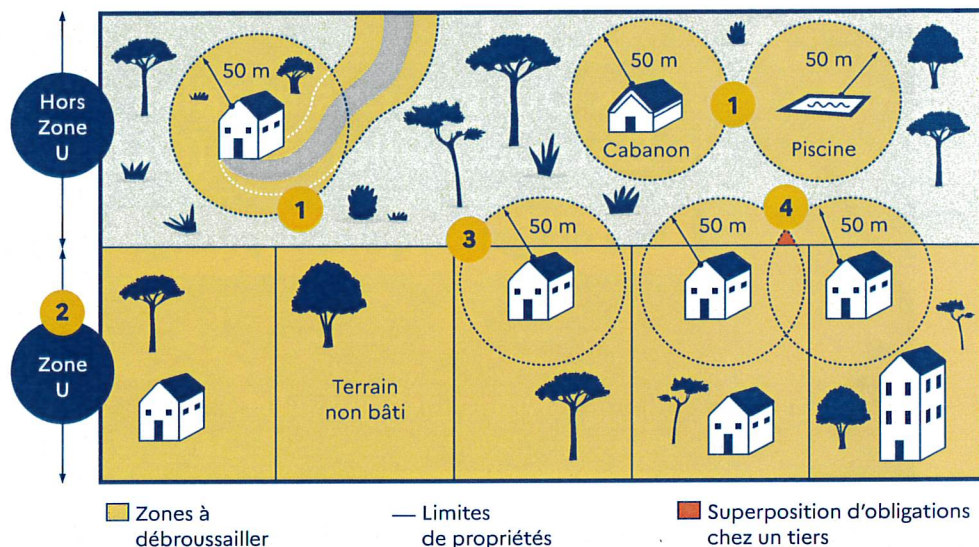 Hors
Zone
U
50 m
1
50 m
Cabanon
1
50 m
Piscine
2
Zone
U
Terrain
non bâti
3
50 m
50 m
4
50 m
Zones à
débroussailler
Limites
de propriétés
Superposition d'obligations
chez un tiers